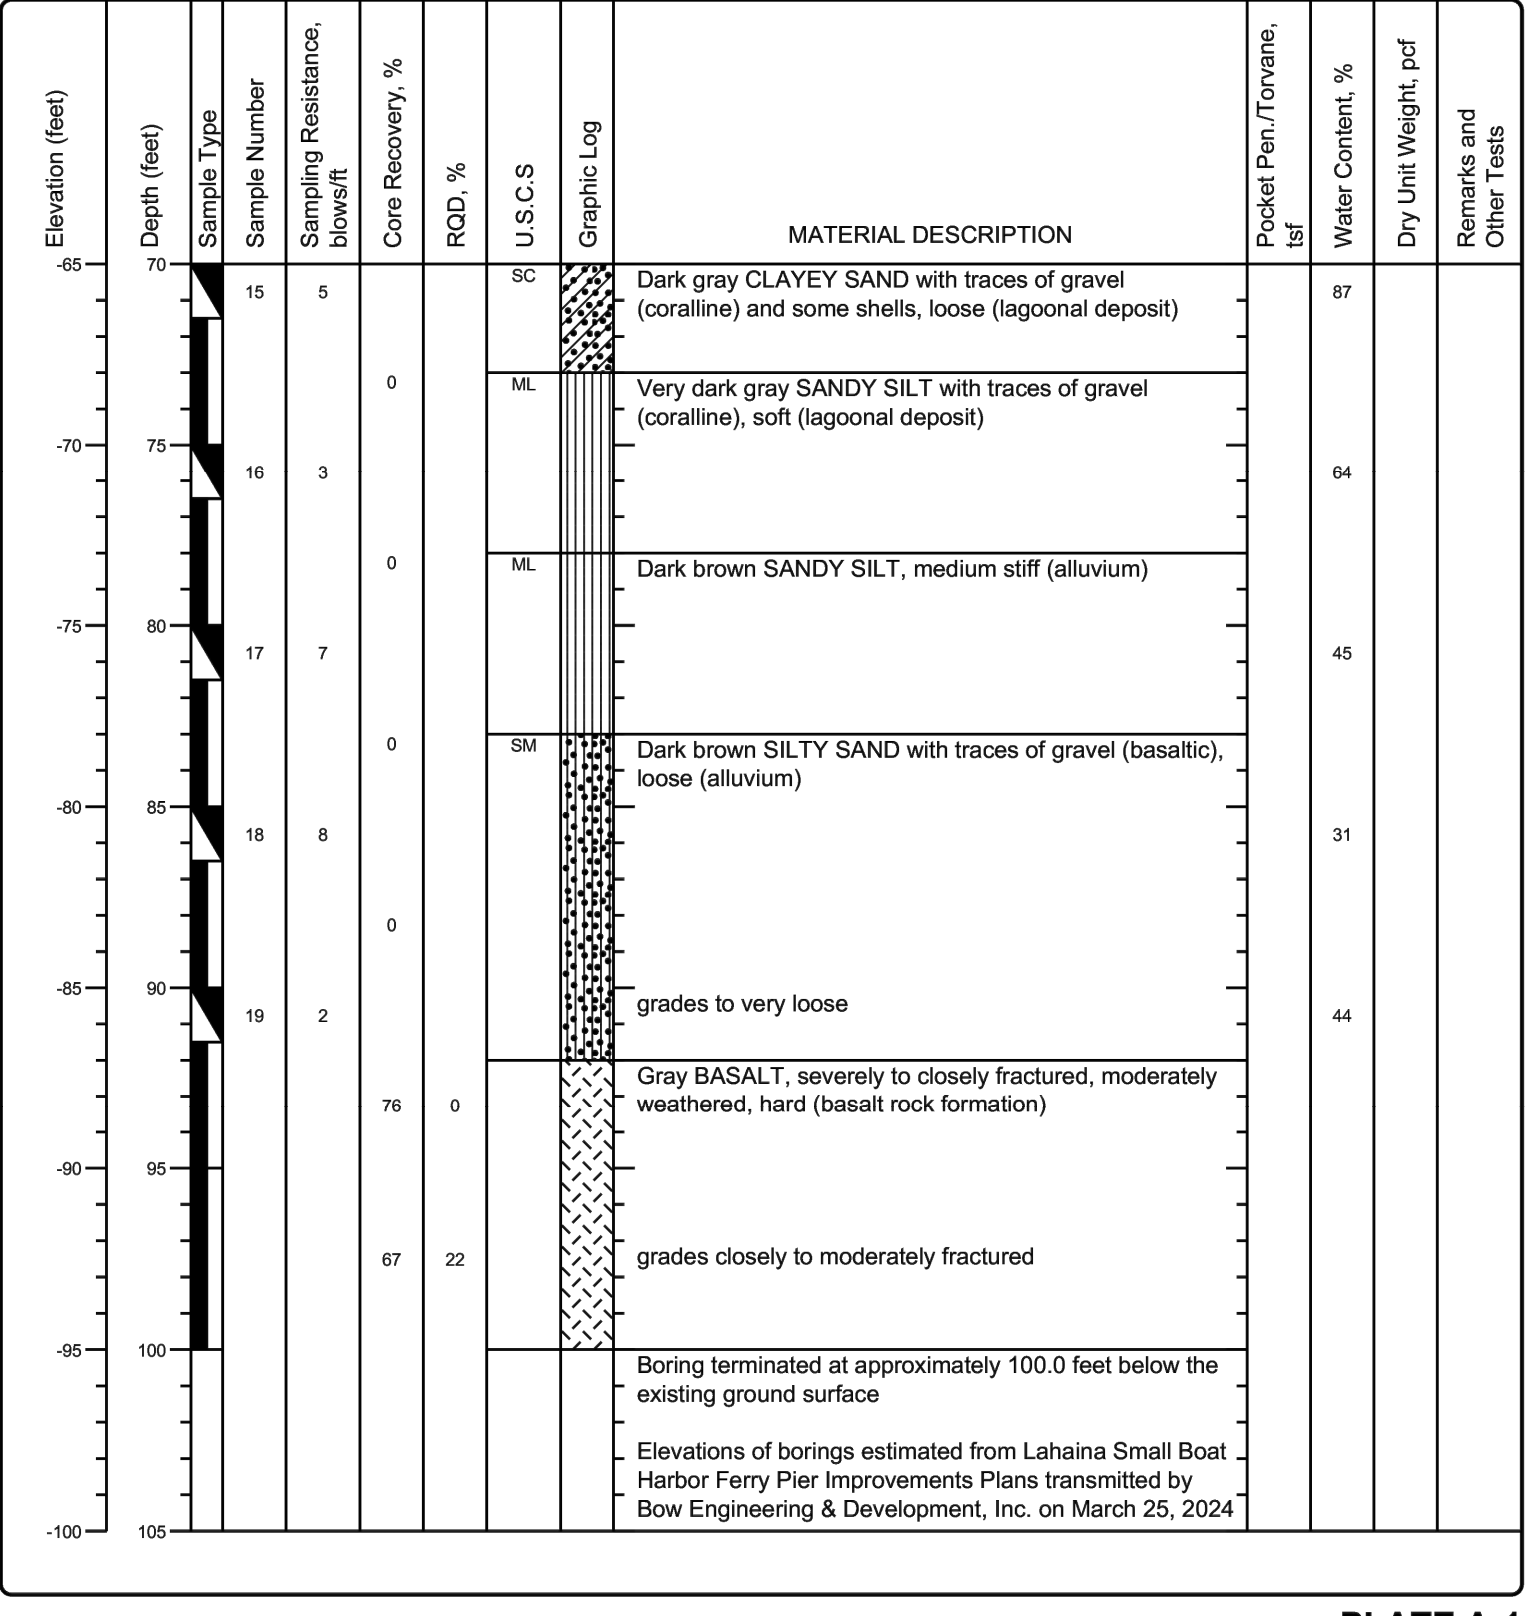 Elevation (feet)
Depth (feet)
Sample Type
Sample Number
Sampling Resistance,
blows/ft
Core Recovery, %
RQD, %
U.S.C.S
Graphic Log
MATERIAL DESCRIPTION
Pocket Pen./Torvane,
tsf
Water Content, %
Dry Unit Weight, pcf
Remarks and
Other Tests
-65 70 SC Dark gray CLAYEY SAND with traces of gravel
15 5 87
(coralline) and some shells, loose (lagoonal deposit)
0 ML Very dark gray SANDY SILT with traces of gravel
(coralline), soft (lagoonal deposit)
-70 75
16 3 64
0 ML Dark brown SANDY SILT, medium stiff (alluvium)
-75 80
17 7 45
0 SM Dark brown SILTY SAND with traces of gravel (basaltic),
loose (alluvium)
-80 85
18 8 31
0
-85 90
grades to very loose
19 2 44
Gray BASALT, severely to closely fractured, moderately
76 0 weathered, hard (basalt rock formation)
-90 95
67 22 grades closely to moderately fractured
-95 100
Boring terminated at approximately 100.0 feet below the
existing ground surface
Elevations of borings estimated from Lahaina Small Boat
Harbor Ferry Pier Improvements Plans transmitted by
Bow Engineering & Development, Inc. on March 25, 2024
-100 105